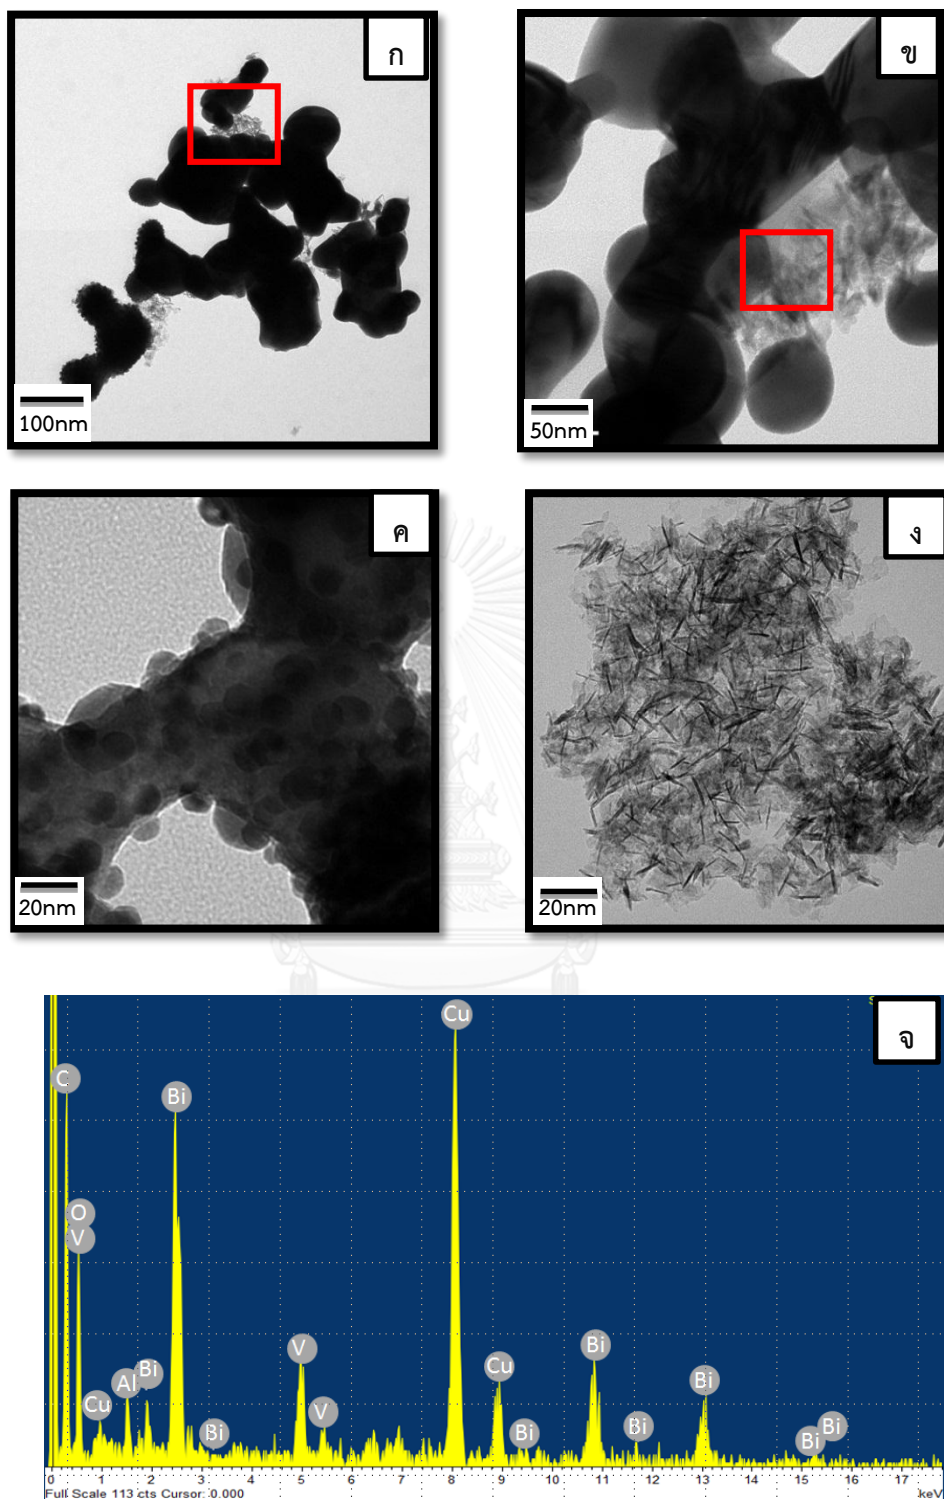 ก
ข
100nm
50nm
ค
ง
20nm
20nm
จ
Cu
C
Bi
O
V
V
Bi
Al
Bi
Cu
Bi
V
Cu
Bi
Bi
Bi
Bi
Bi
Cu
Bi
0 1 2 3 4 5 6 7 8 9 10 11 12 13 14 15 16 17
Full Scale 113 cts Cursor: 0.000 keV